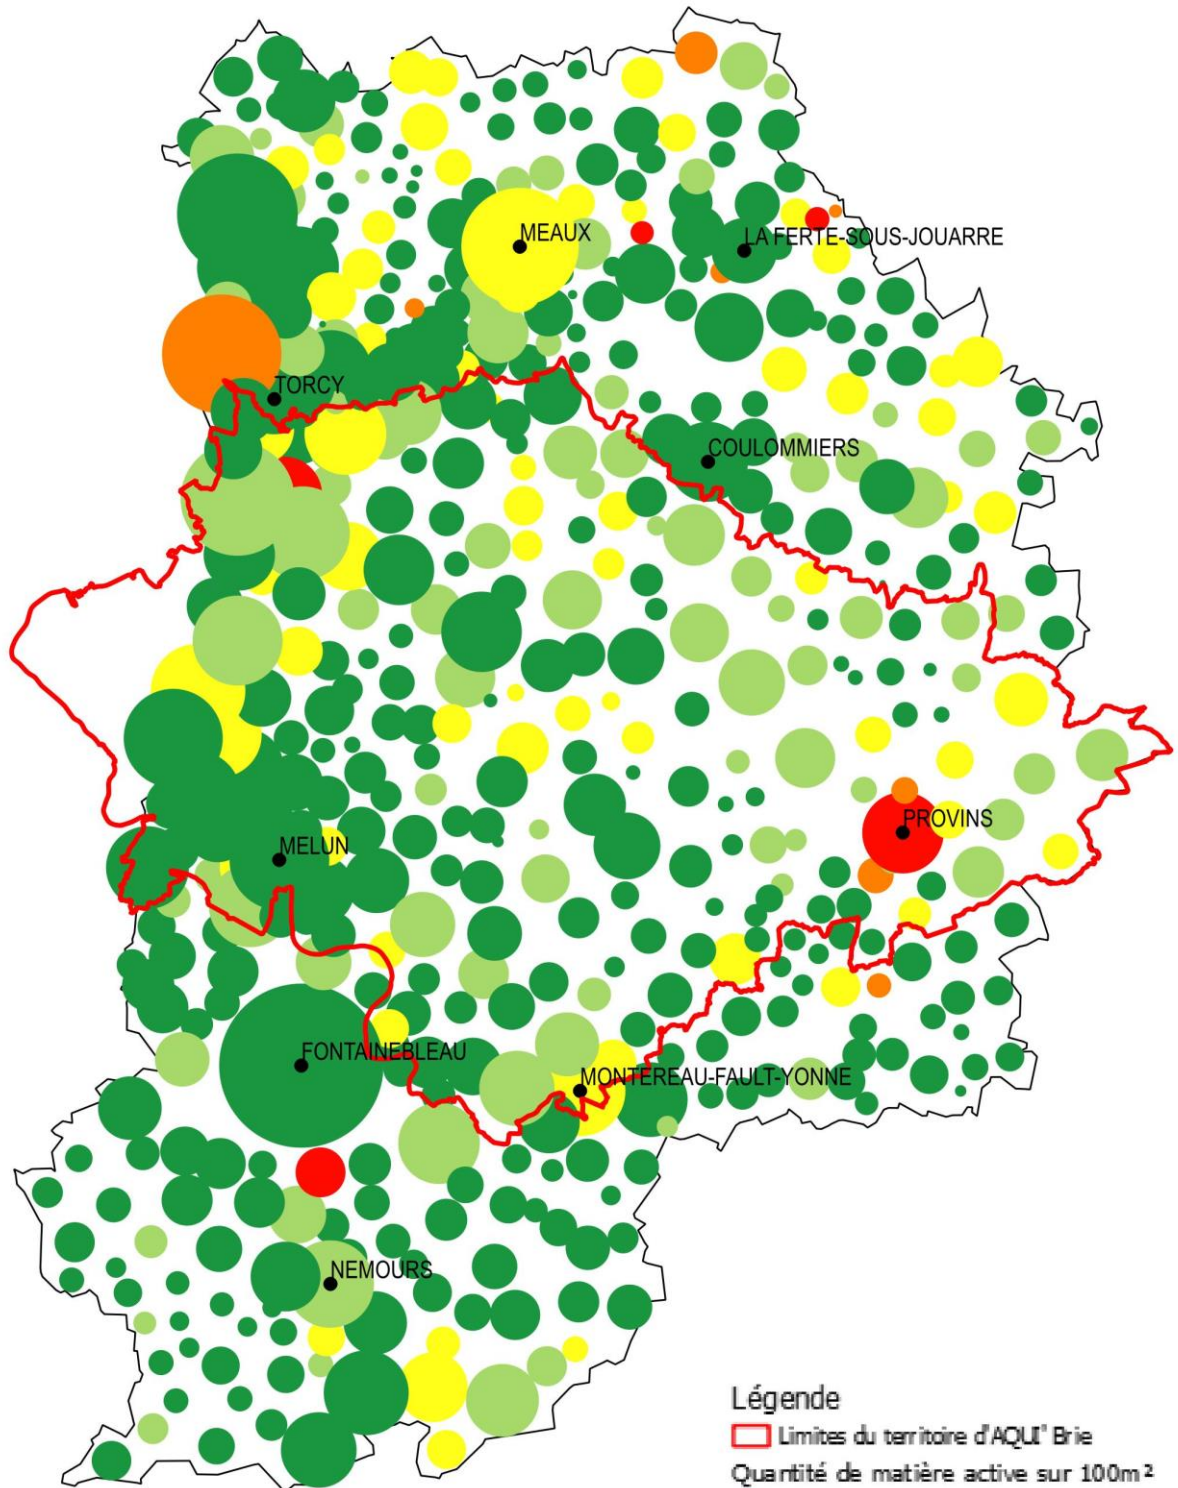 MEAUX
LA FERTE-SOUS-JOUARRE
TORCY
COULOMMIERS
PROVINS
MELUN
FONTAINEBLEAU
MONTEREAU-FAULT-YONNE
NEMOURS
Légende
Limites du territoire d'AQUI' Brie
Quantité de matière active sur 100m²